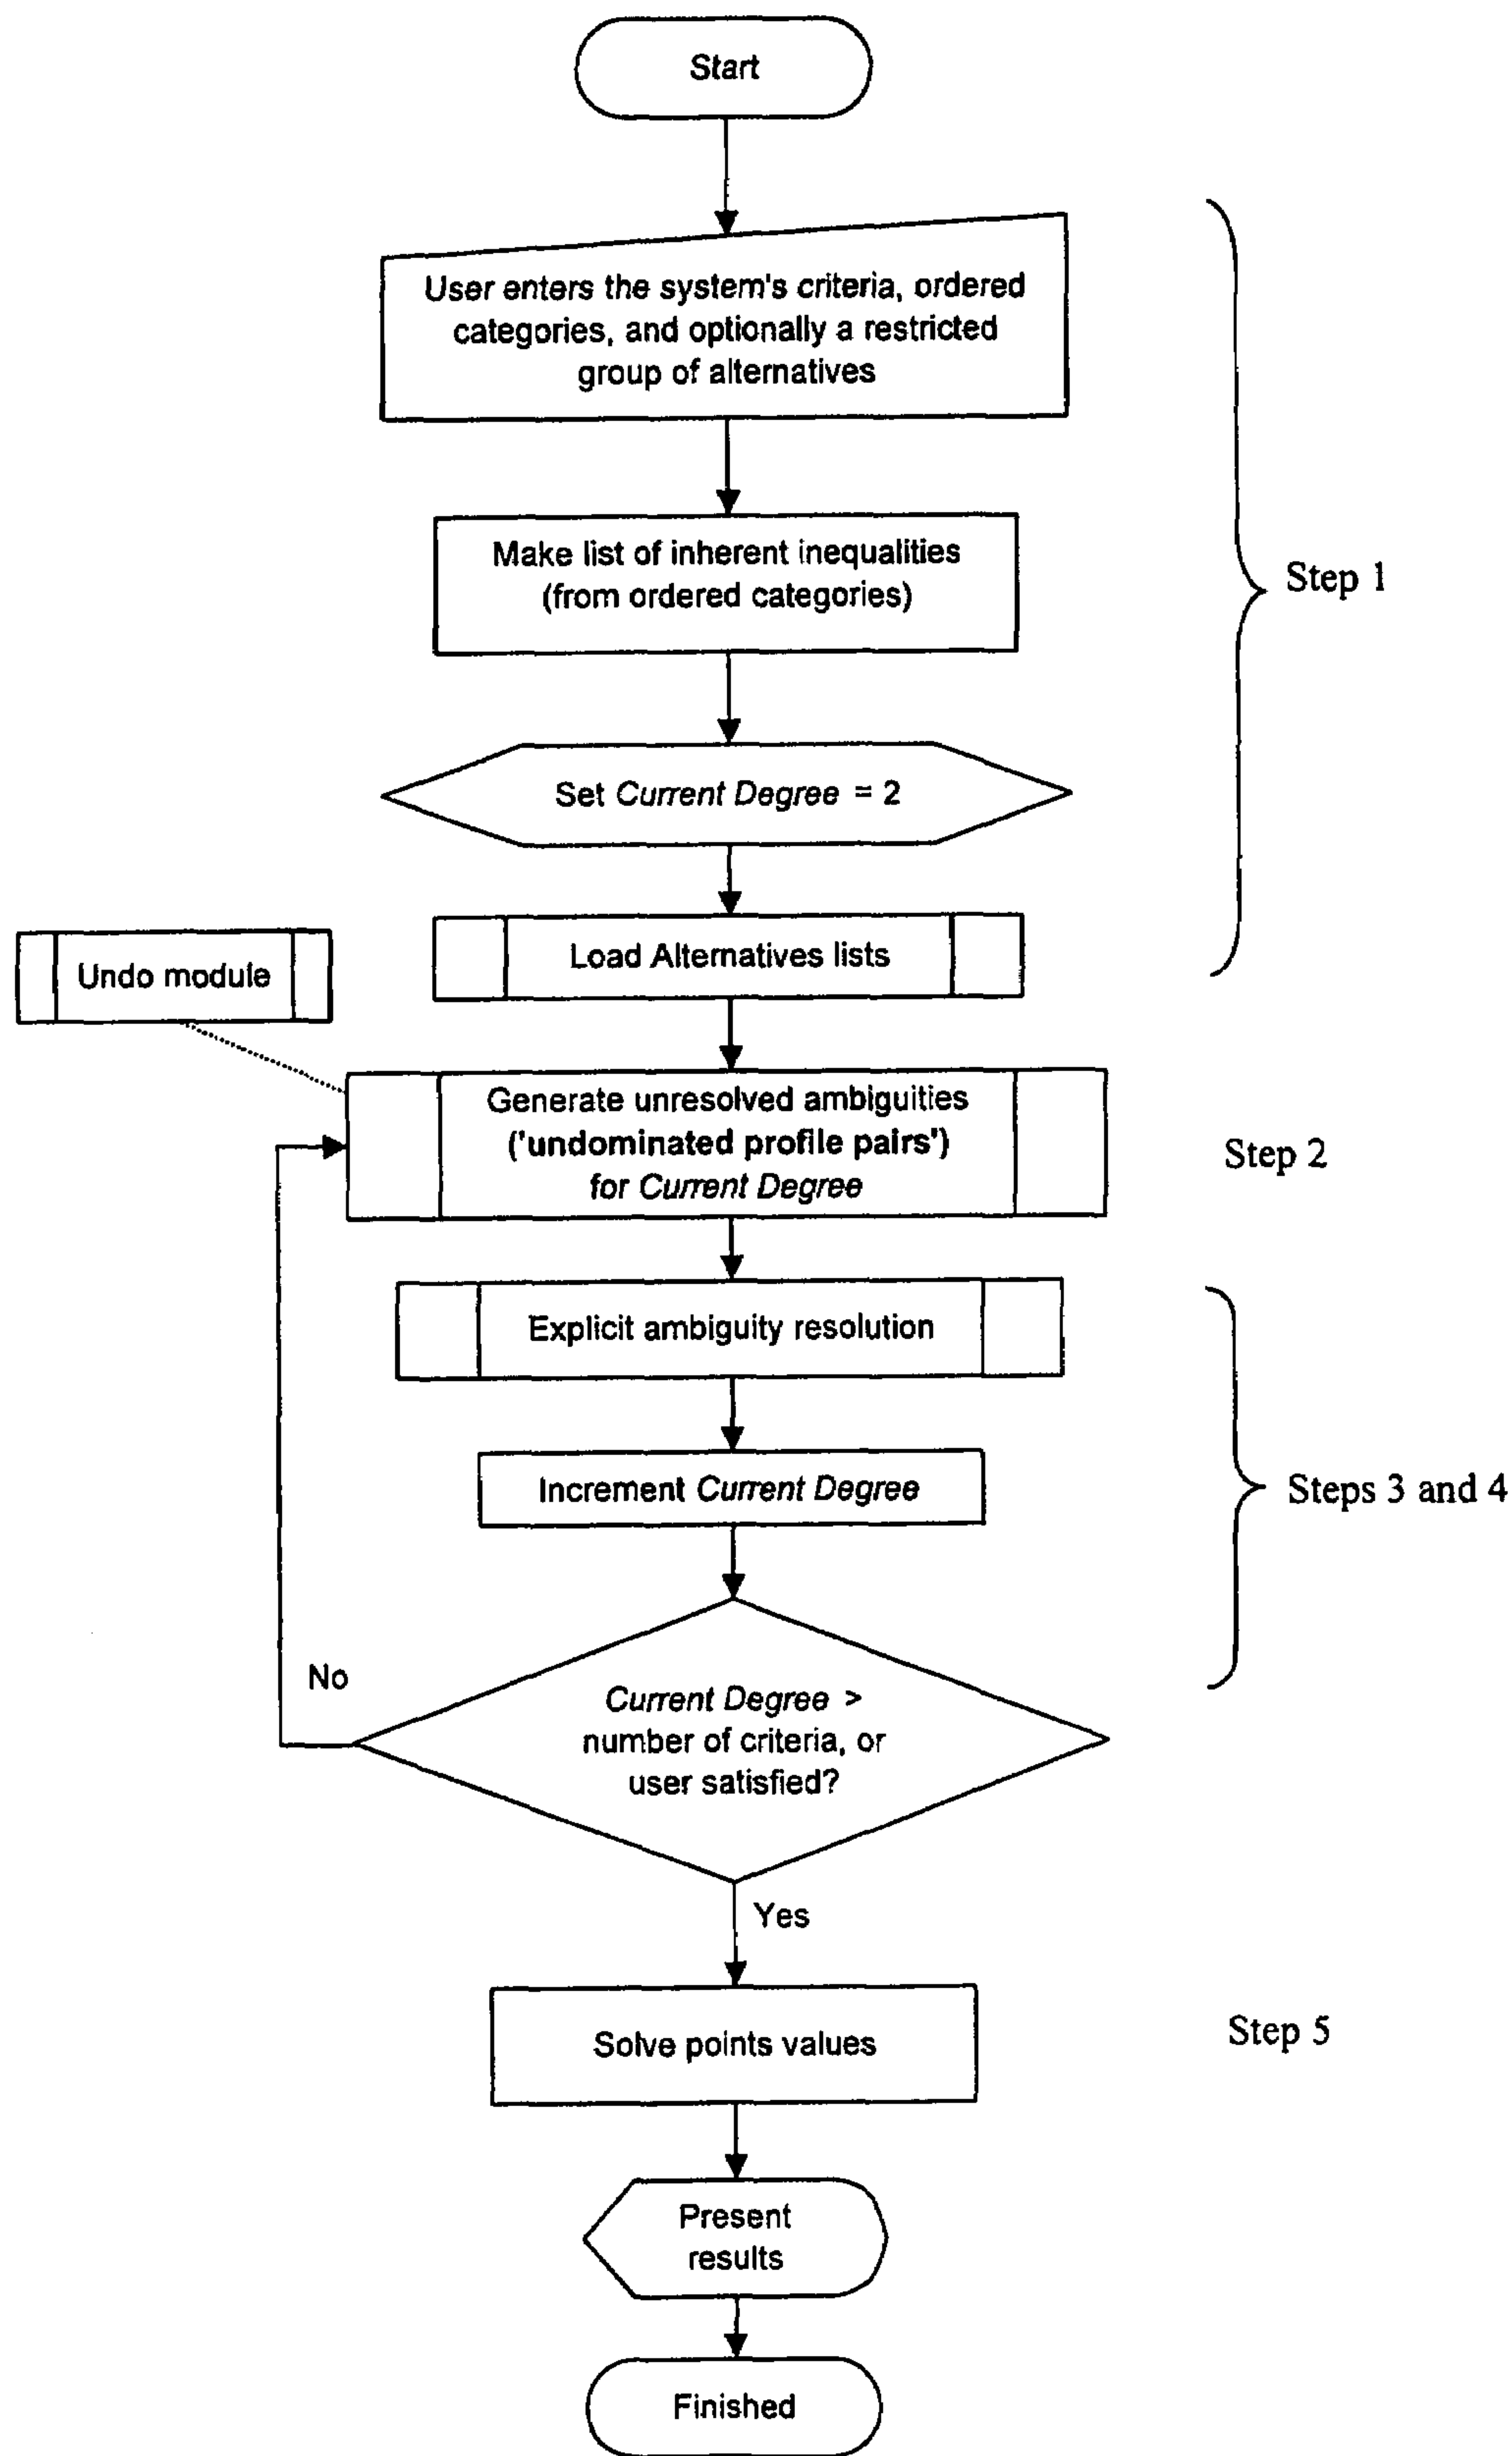 Start
User enters the system's criteria, ordered
categories, and optionally a restricted
group of alternatives
Make list of inherent inequalities
(from ordered categories)
Step 1
Set Current Degree = 2
Load Alternatives lists
Undo module
Generate unresolved ambiguities
('undominated profile pairs')
for Current Degree
Step 2
Explicit ambiguity resolution
Increment Current Degree
Steps 3 and 4
No
Current Degree >
number of criteria, or
user satisfied?
Yes
Solve points values
Step 5
Present
results
Finished